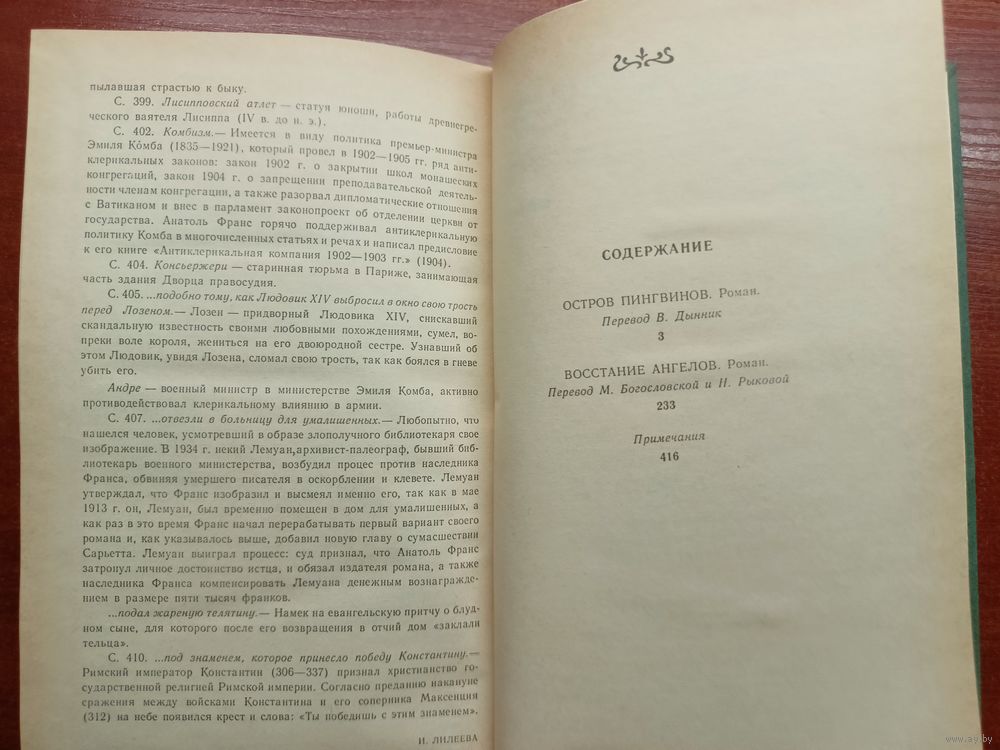 пылавшая страстью к быку.
С. 399. Лисипповский атлет — статуя юноши, работы древнегре-
ческого ваятеля Лисиппа (IV в. до н. э.).
С. 402. Комбизм.— Имеется в виду политика премьер-министра
Эмиля Ко́мба (1835—1921), который провел в 1902—1905 гг. ряд анти-
клерикальных законов: закон 1902 г. о закрытии школ монашеских
конгрегаций, закон 1904 г. о запрещении преподавательской деятель-
ности членам конгрегации, а также разорвал дипломатические отношения
с Ватиканом и внес в парламент законопроект об отделении церкви от
государства. Анатоль Франс горячо поддерживал антиклерикальную
политику Комба в многочисленных статьях и речах и написал предисловие
к его книге «Антиклерикальная компания 1902—1903 гг.» (1904).
С. 404. Консьержери — старинная тюрьма в Париже, занимающая
часть здания Дворца правосудия.
С. 405. ...подобно тому, как Людовик XIV выбросил в окно свою трость
перед Лозеном.— Лозен — придворный Людовика XIV, снискавший
скандальную известность своими любовными похождениями, сумел, во-
преки воле короля, жениться на его двоюродной сестре. Узнавший об
этом Людовик, увидя Лозена, сломал свою трость, так как боялся в гневе
убить его.
Андре — военный министр в министерстве Эмиля Комба, активно
противодействовал клерикальному влиянию в армии.
С. 407. ...отвезли в больницу для умалишенных.— Любопытно, что
нашелся человек, усмотревший в образе злополучного библиотекаря свое
изображение. В 1934 г. некий Лемуан,архивист-палеограф, бывший биб-
лиотекарь военного министерства, возбудил процес против наследника
Франса, обвиняя умершего писателя в оскорблении и клевете. Лемуан
утверждал, что Франс изобразил и высмеял именно его, так как в мае
1913 г. он, Лемуан, был временно помещен в дом для умалишенных, а
как раз в это время Франс начал перерабатывать первый вариант своего
романа и, как указывалось выше, добавил новую главу о сумасшествии
Сарьетта. Лемуан выиграл процесс: суд признал, что Анатоль Франс
затронул личное достоинство истца, и обязал издателя романа, а также
наследника Франса компенсировать Лемуана денежным вознагражде-
нием в размере пяти тысяч франков.
...подал жареную телятину.— Намек на евангельскую притчу о блуд-
ном сыне, для которого после его возвращения в отчий дом «заклали
тельца».
С. 410. ...под знаменем, которое принесло победу Константину.—
Римский император Константин (306—337) признал христианство го-
сударственной религией Римской империи. Согласно преданию накануне
сражения между войсками Константина и его соперника Максенция
(312) на небе появился крест и слова: «Ты победишь с этим знаменем».
И. ЛИЛЕЕВА
СОДЕРЖАНИЕ
ОСТРОВ ПИНГВИНОВ. Роман.
Перевод В. Дынник
3
ВОССТАНИЕ АНГЕЛОВ. Роман.
Перевод М. Богословской и Н. Рыковой
233
Примечания
416
www.ay.by